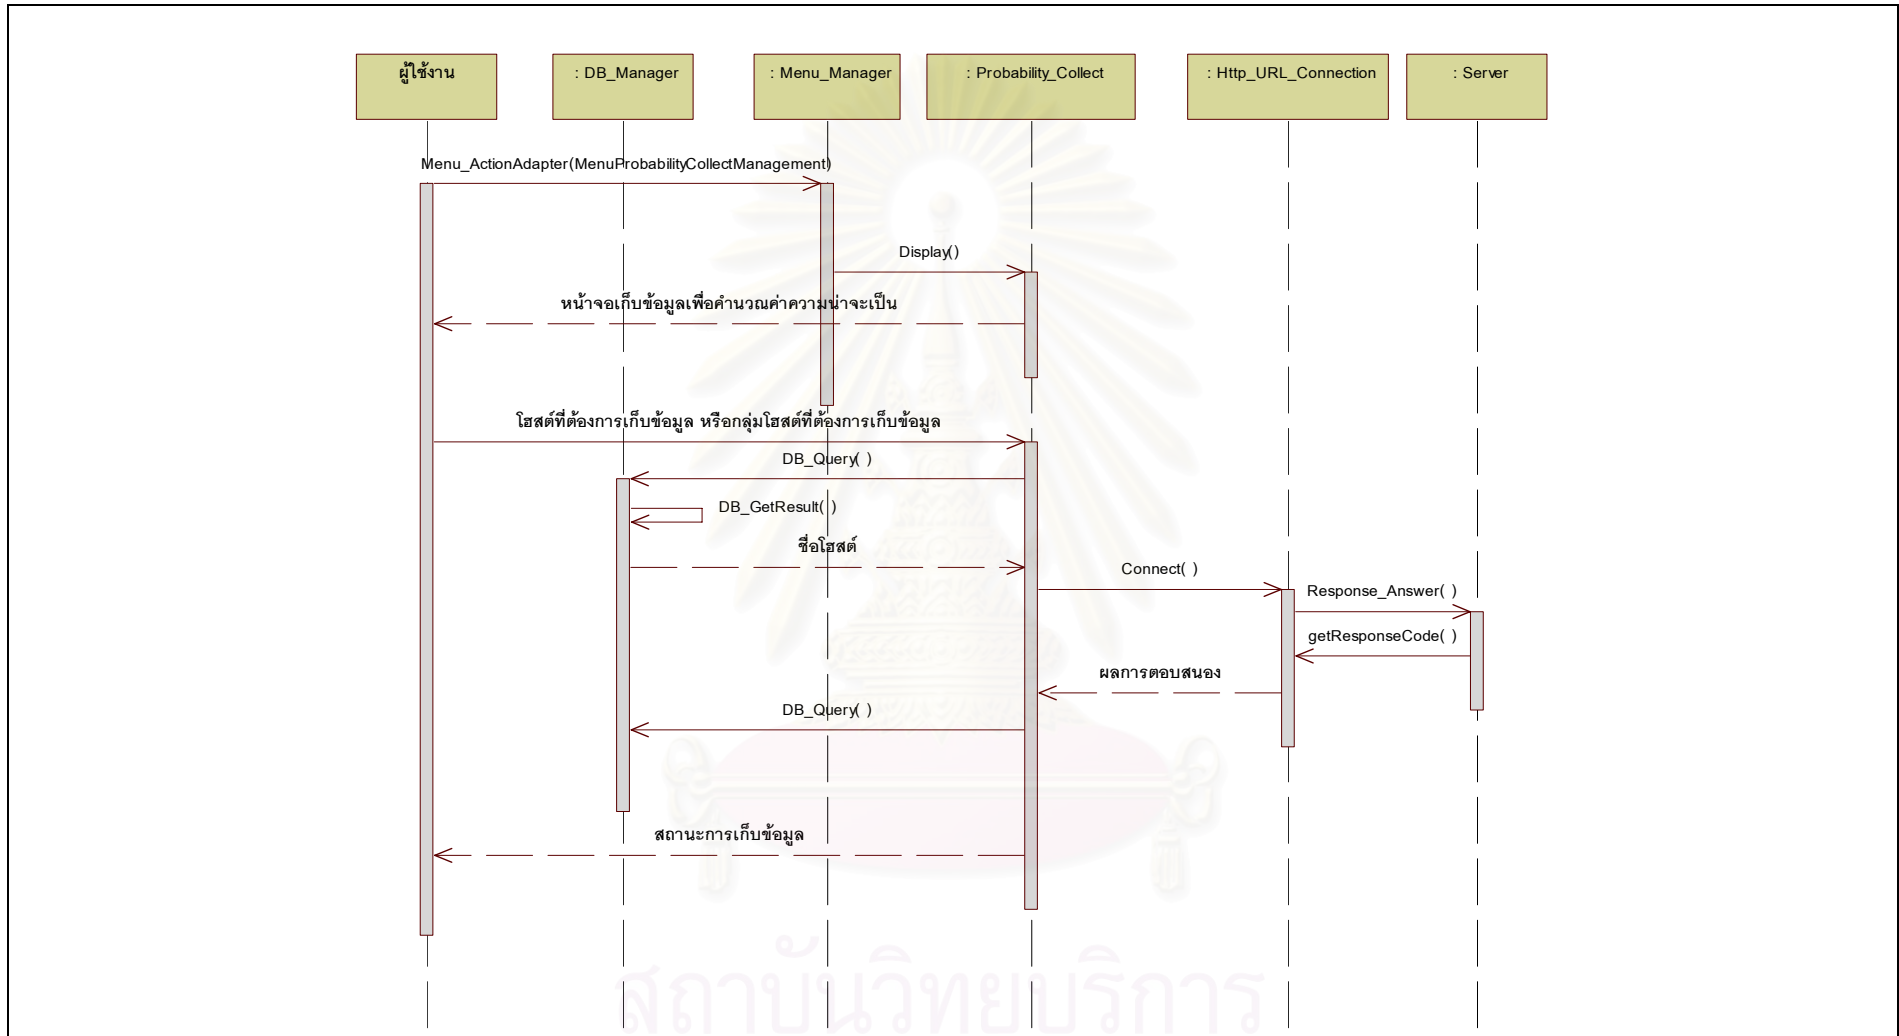 ผู้ใช้งาน
: DB_Manager
: Menu_Manager
: Probability_Collect
: Http_URL_Connection
: Server
Menu_ActionAdapter(MenuProbabilityCollectManagement)
Display()
หน้าจอเก็บข้อมูลเพื่อคำนวณค่าความน่าจะเป็น
โฮสต์ที่ต้องการเก็บข้อมูล หรือกลุ่มโฮสต์ที่ต้องการเก็บข้อมูล
DB_Query( )
DB_GetResult( )
ชื่อโฮสต์
Connect( )
Response_Answer( )
getResponseCode( )
ผลการตอบสนอง
DB_Query( )
สถานะการเก็บข้อมูล
สถาบันวิทยบริการ